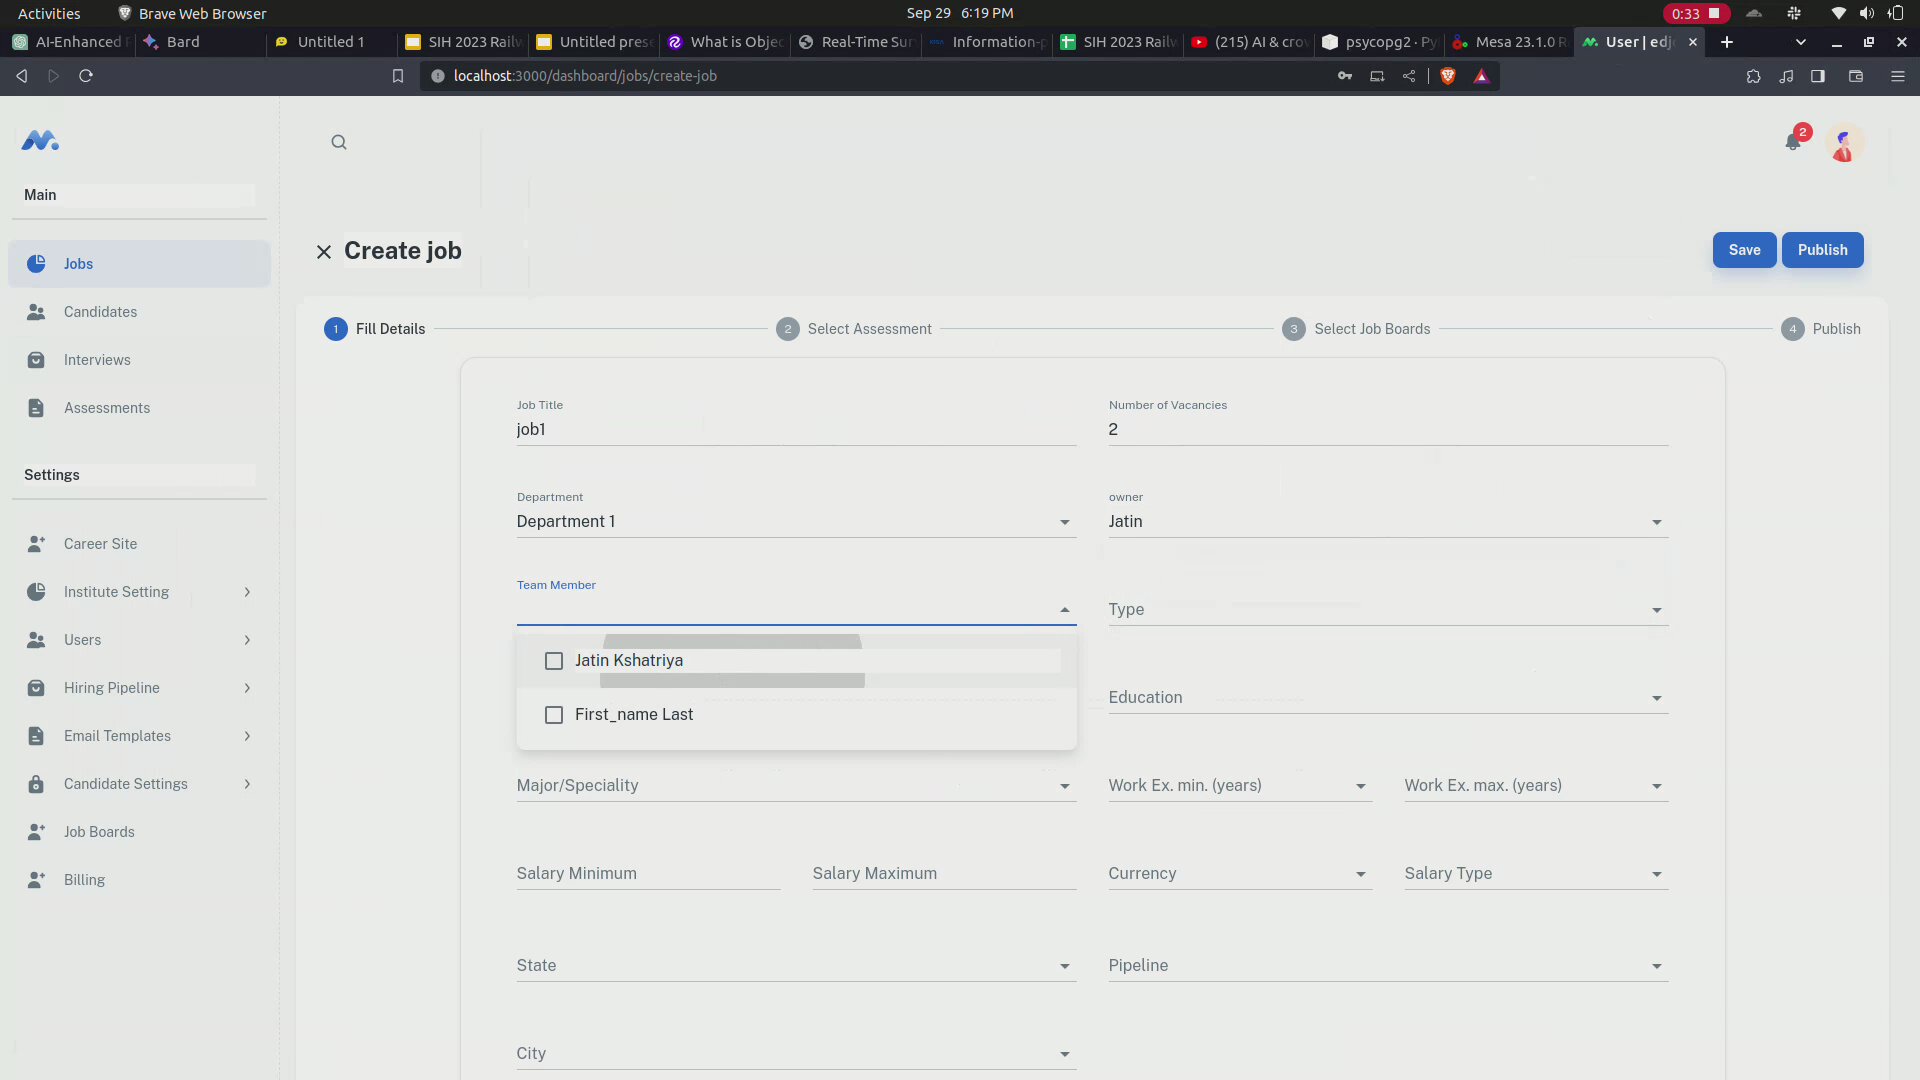 Activities
Brave Web Browser
Sep 29 6:19 PM
0:33
AI-Enhanced
Bard
Untitled 1
SIH 2023 Railw
Untitled prese
What is Objec
Real-Time Sur
Information-p
SIH 2023 Railw
(215) AI & crow
psycopg2 · Py
Mesa 23.1.0 R
User | edj
localhost:3000/dashboard/jobs/create-job
2
Main
Jobs
Candidates
Interviews
Assessments
Settings
Career Site
Institute Setting
Users
Hiring Pipeline
Email Templates
Candidate Settings
Job Boards
Billing
Create job
Save
Publish
1 Fill Details
2 Select Assessment
3 Select Job Boards
4 Publish
Job Title
job1
Number of Vacancies
2
Department
Department 1
owner
Jatin
Team Member
Type
Jatin Kshatriya
First_name Last
Education
Major/Speciality
Work Ex. min. (years)
Work Ex. max. (years)
Salary Minimum
Salary Maximum
Currency
Salary Type
State
Pipeline
City